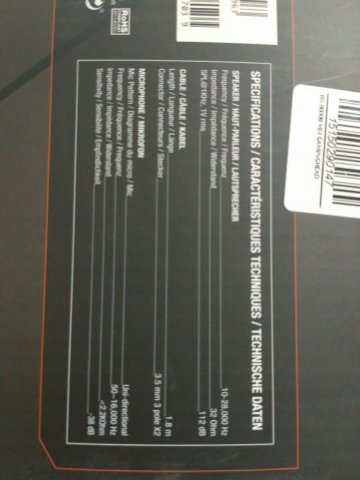 SPECIFICATIONS / CARACTÉRISTIQUES TECHNIQUES / TECHNISCHE DATEN
SPEAKER / HAUT-PARLEUR / LAUTSPRECHER
Frequency / Fréquence / Frequenz 10-28,000 Hz
Impedance / Impédance / Widerstand 32 Ohm
SPL@1KHz, 1V rms 112 dB
CABLE / CÂBLE / KABEL
Length / Longueur / Länge 1.8 m
Connector / Connecteurs / Stecker 3.5 mm 3 pole X2
MICROPHONE / MIKROFON
Mic Pattern / Diagramme du micro / Mic Uni-directional
Frequency / Fréquence / Frequenz 50~16,000 Hz
Impedance / Impédance / Widerstand <2.2KOhm
Sensitivity / Sensibilité / Empfindlichkeit -38 dB
RoHS
15150290147